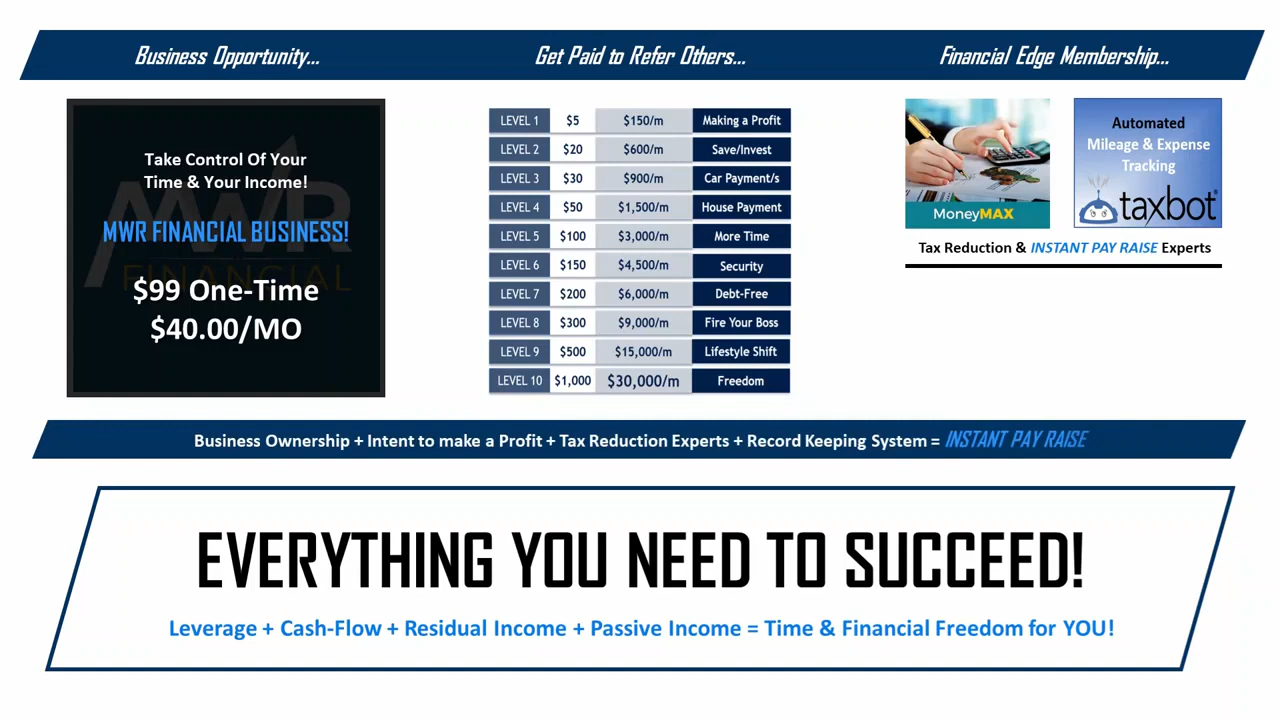 Business Opportunity...
Get Paid to Refer Others...
Financial Edge Membership...
Take Control Of Your
Time & Your Income!
MWR FINANCIAL BUSINESS!
MWR
FINANCIAL
$99 One-Time
$40.00/MO
LEVEL 1 $5 $150/m Making a Profit
LEVEL 2 $20 $600/m Save/Invest
LEVEL 3 $30 $900/m Car Payment/s
LEVEL 4 $50 $1,500/m House Payment
LEVEL 5 $100 $3,000/m More Time
LEVEL 6 $150 $4,500/m Security
LEVEL 7 $200 $6,000/m Debt-Free
LEVEL 8 $300 $9,000/m Fire Your Boss
LEVEL 9 $500 $15,000/m Lifestyle Shift
LEVEL 10 $1,000 $30,000/m Freedom
MoneyMAX
Automated
Mileage & Expense
Tracking
taxbot®
Tax Reduction & INSTANT PAY RAISE Experts
Business Ownership + Intent to make a Profit + Tax Reduction Experts + Record Keeping System = INSTANT PAY RAISE
EVERYTHING YOU NEED TO SUCCEED!
Leverage + Cash-Flow + Residual Income + Passive Income = Time & Financial Freedom for YOU!